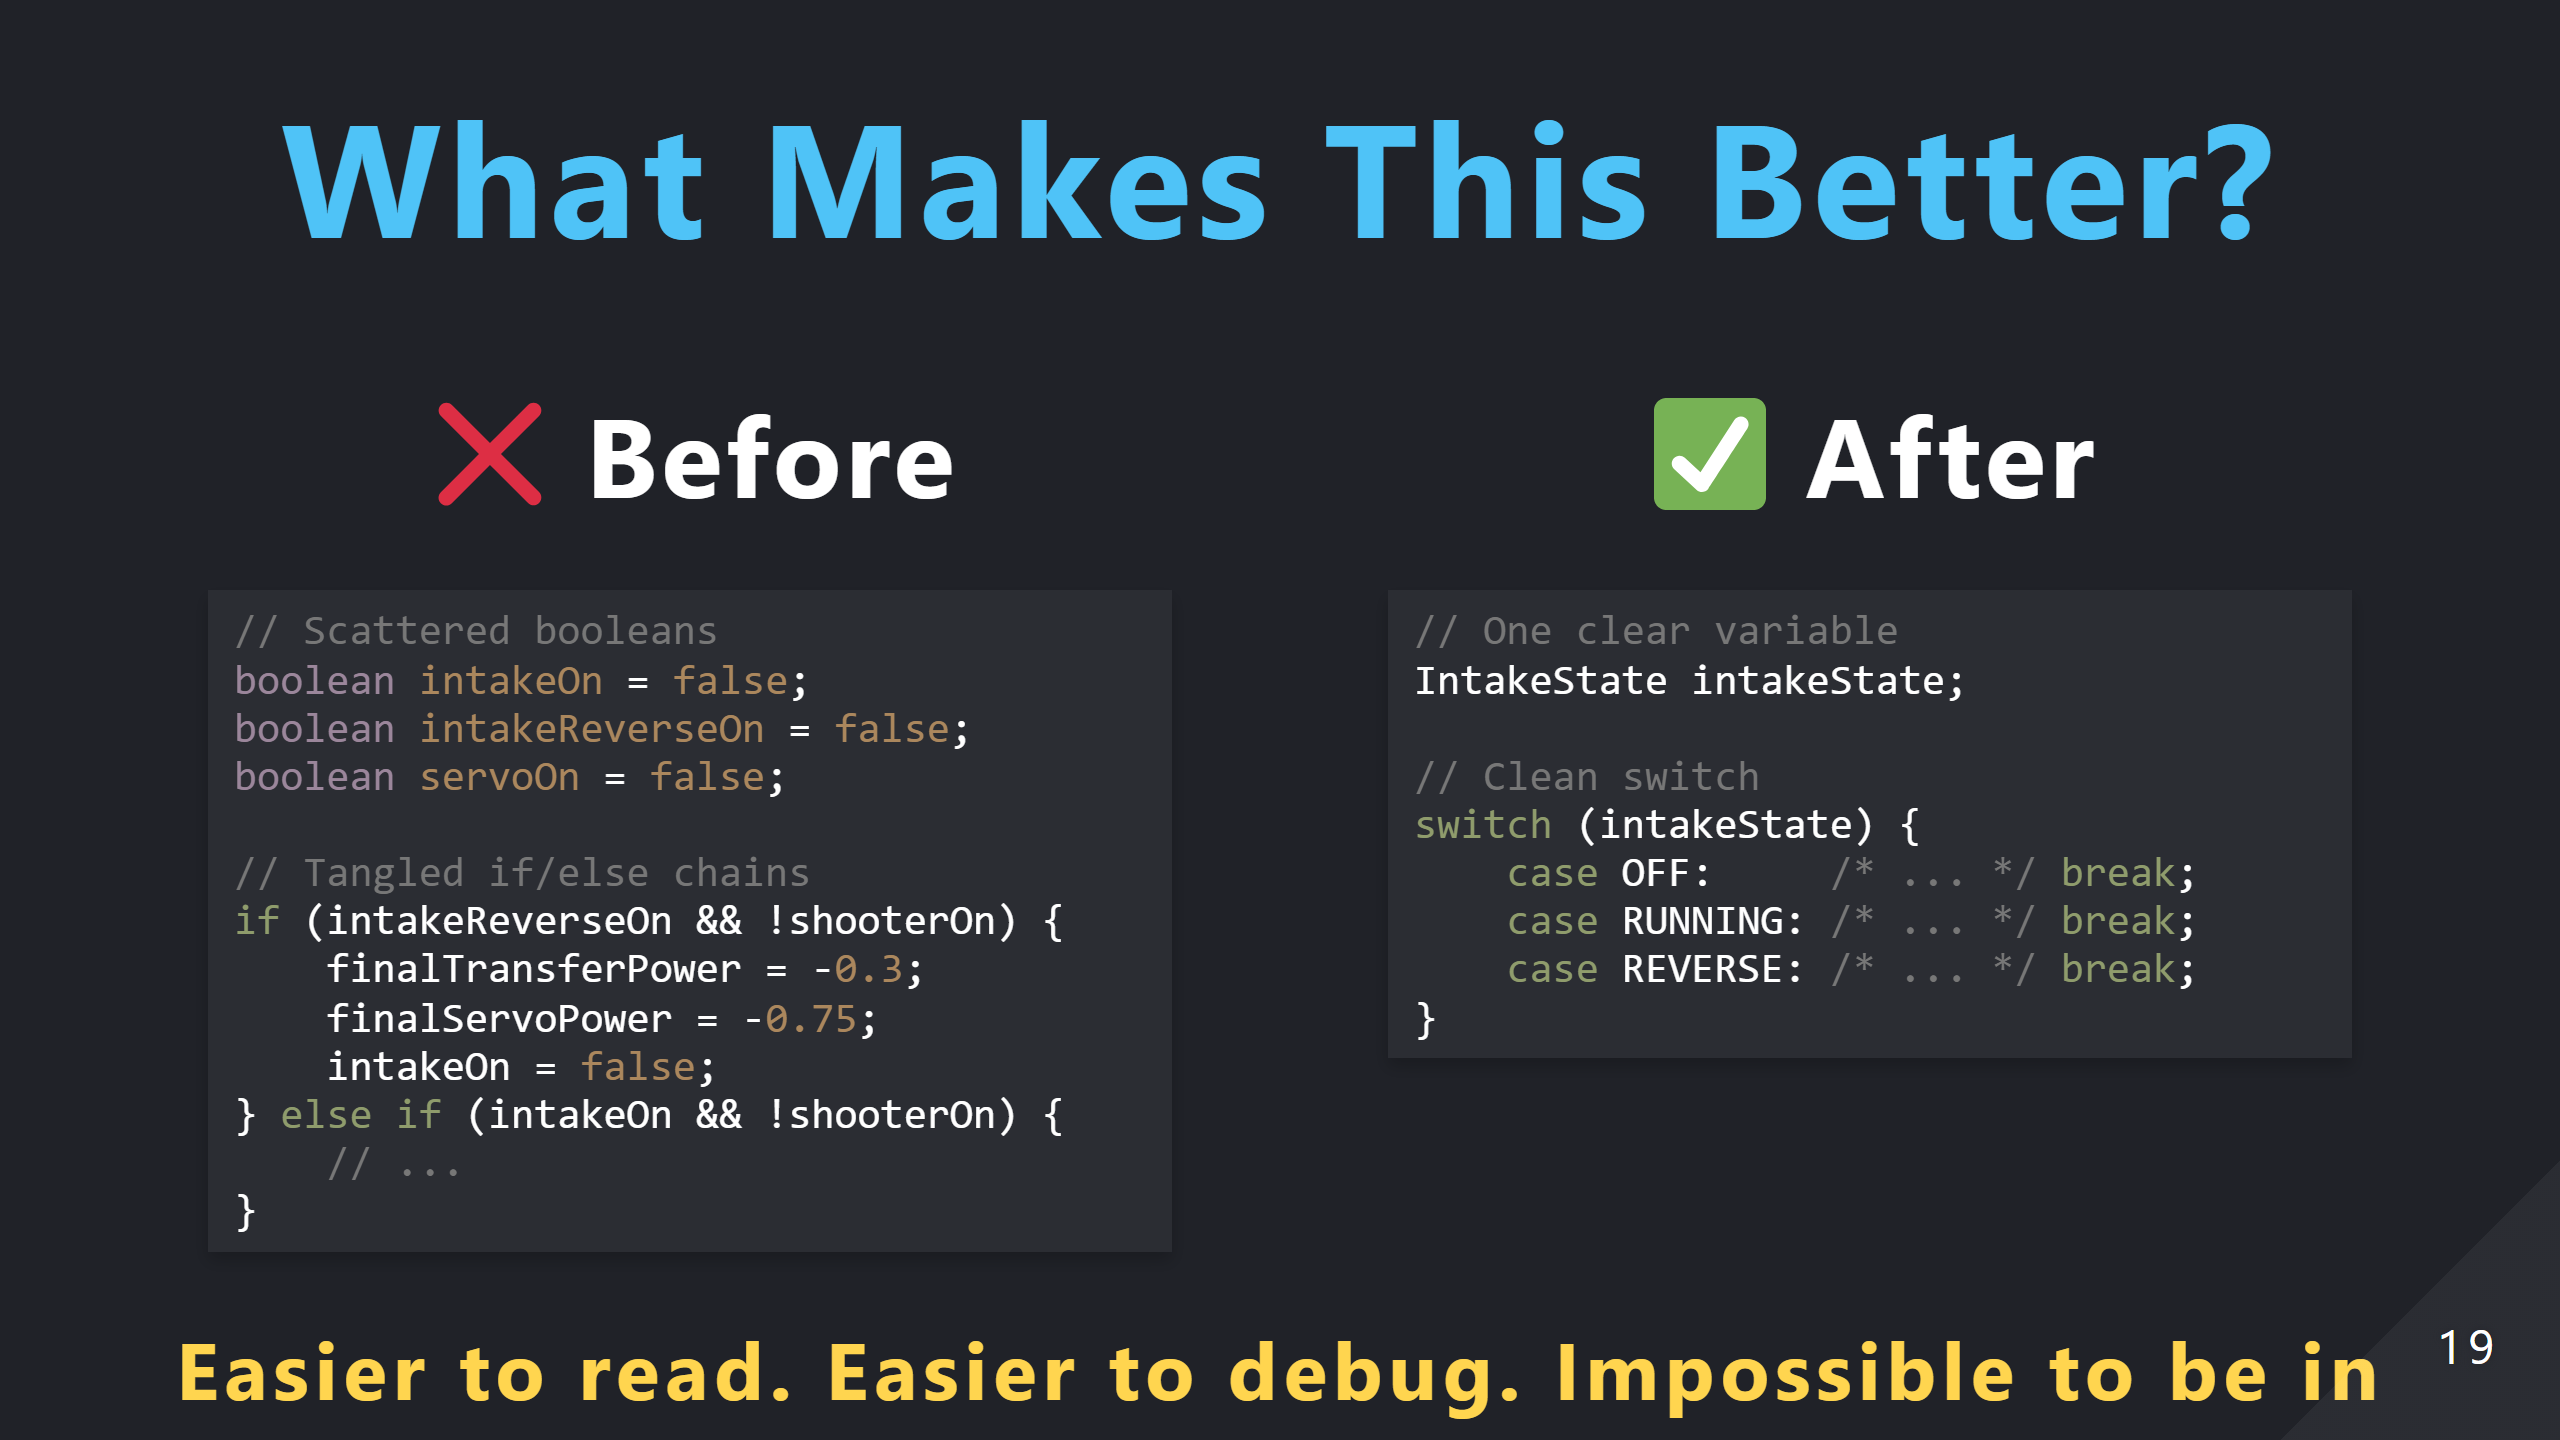 What Makes This Better?
❌ Before
// Scattered booleans
boolean intakeOn = false;
boolean intakeReverseOn = false;
boolean servoOn = false;
// Tangled if/else chains
if (intakeReverseOn && !shooterOn) {
    finalTransferPower = -0.3;
    finalServoPower = -0.75;
    intakeOn = false;
} else if (intakeOn && !shooterOn) {
    // ...
}
✅ After
// One clear variable
IntakeState intakeState;
// Clean switch
switch (intakeState) {
    case OFF:     /* ... */ break;
    case RUNNING: /* ... */ break;
    case REVERSE: /* ... */ break;
}
Easier to read. Easier to debug. Impossible to be in
19